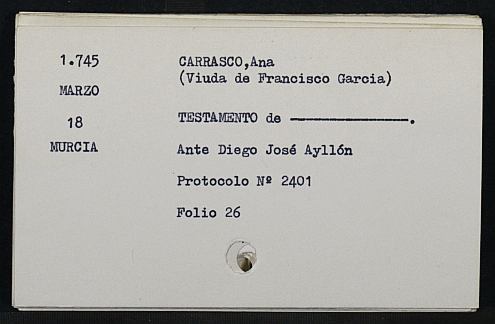 1.745 CARRASCO,Ana
(Viuda de Francisco Garcia)
MARZO
18 TESTAMENTO de ————————.
MURCIA Ante Diego José Ayllón
Protocolo Nº 2401
Folio 26